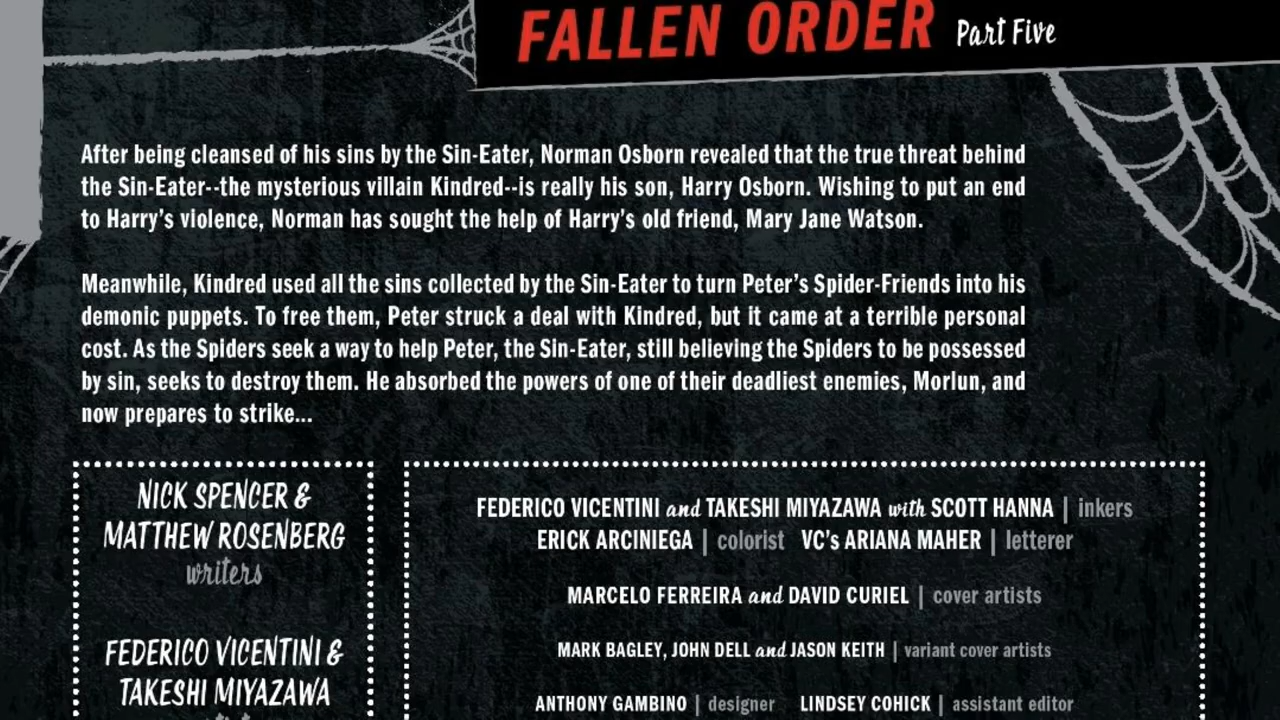 FALLEN ORDER Part Five
After being cleansed of his sins by the Sin-Eater, Norman Osborn revealed that the true threat behind
the Sin-Eater--the mysterious villain Kindred--is really his son, Harry Osborn. Wishing to put an end
to Harry's violence, Norman has sought the help of Harry's old friend, Mary Jane Watson.
Meanwhile, Kindred used all the sins collected by the Sin-Eater to turn Peter's Spider-Friends into his
demonic puppets. To free them, Peter struck a deal with Kindred, but it came at a terrible personal
cost. As the Spiders seek a way to help Peter, the Sin-Eater, still believing the Spiders to be possessed
by sin, seeks to destroy them. He absorbed the powers of one of their deadliest enemies, Morlun, and
now prepares to strike...
NICK SPENCER &
MATTHEW ROSENBERG
writers
FEDERICO VICENTINI &
TAKESHI MIYAZAWA
FEDERICO VICENTINI and TAKESHI MIYAZAWA with SCOTT HANNA | inkers
ERICK ARCINIEGA | colorist VC's ARIANA MAHER | letterer
MARCELO FERREIRA and DAVID CURIEL | cover artists
MARK BAGLEY, JOHN DELL and JASON KEITH | variant cover artists
ANTHONY GAMBINO | designer LINDSEY COHICK | assistant editor